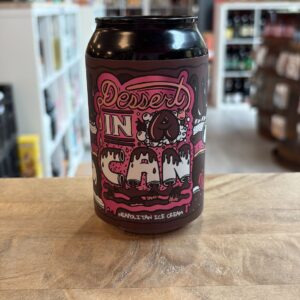 Dessert
IN A
CAN
NEAPOLITAN ICE CREAM